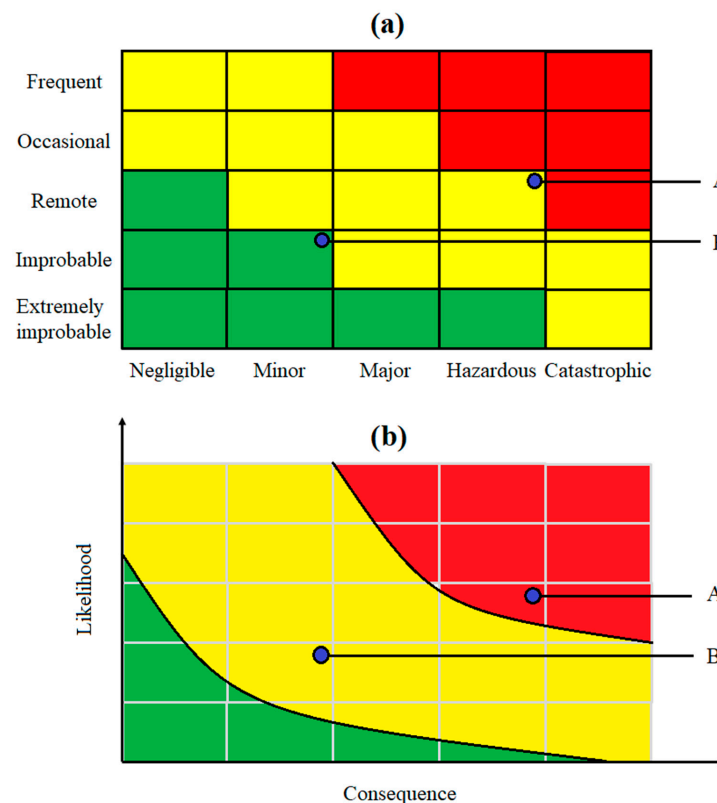 (a)
Frequent
Occasional
Remote
Improbable
Extremely
improbable
Negligible
Minor
Major
Hazardous
Catastrophic
(b)
Likelihood
A
B
Consequence